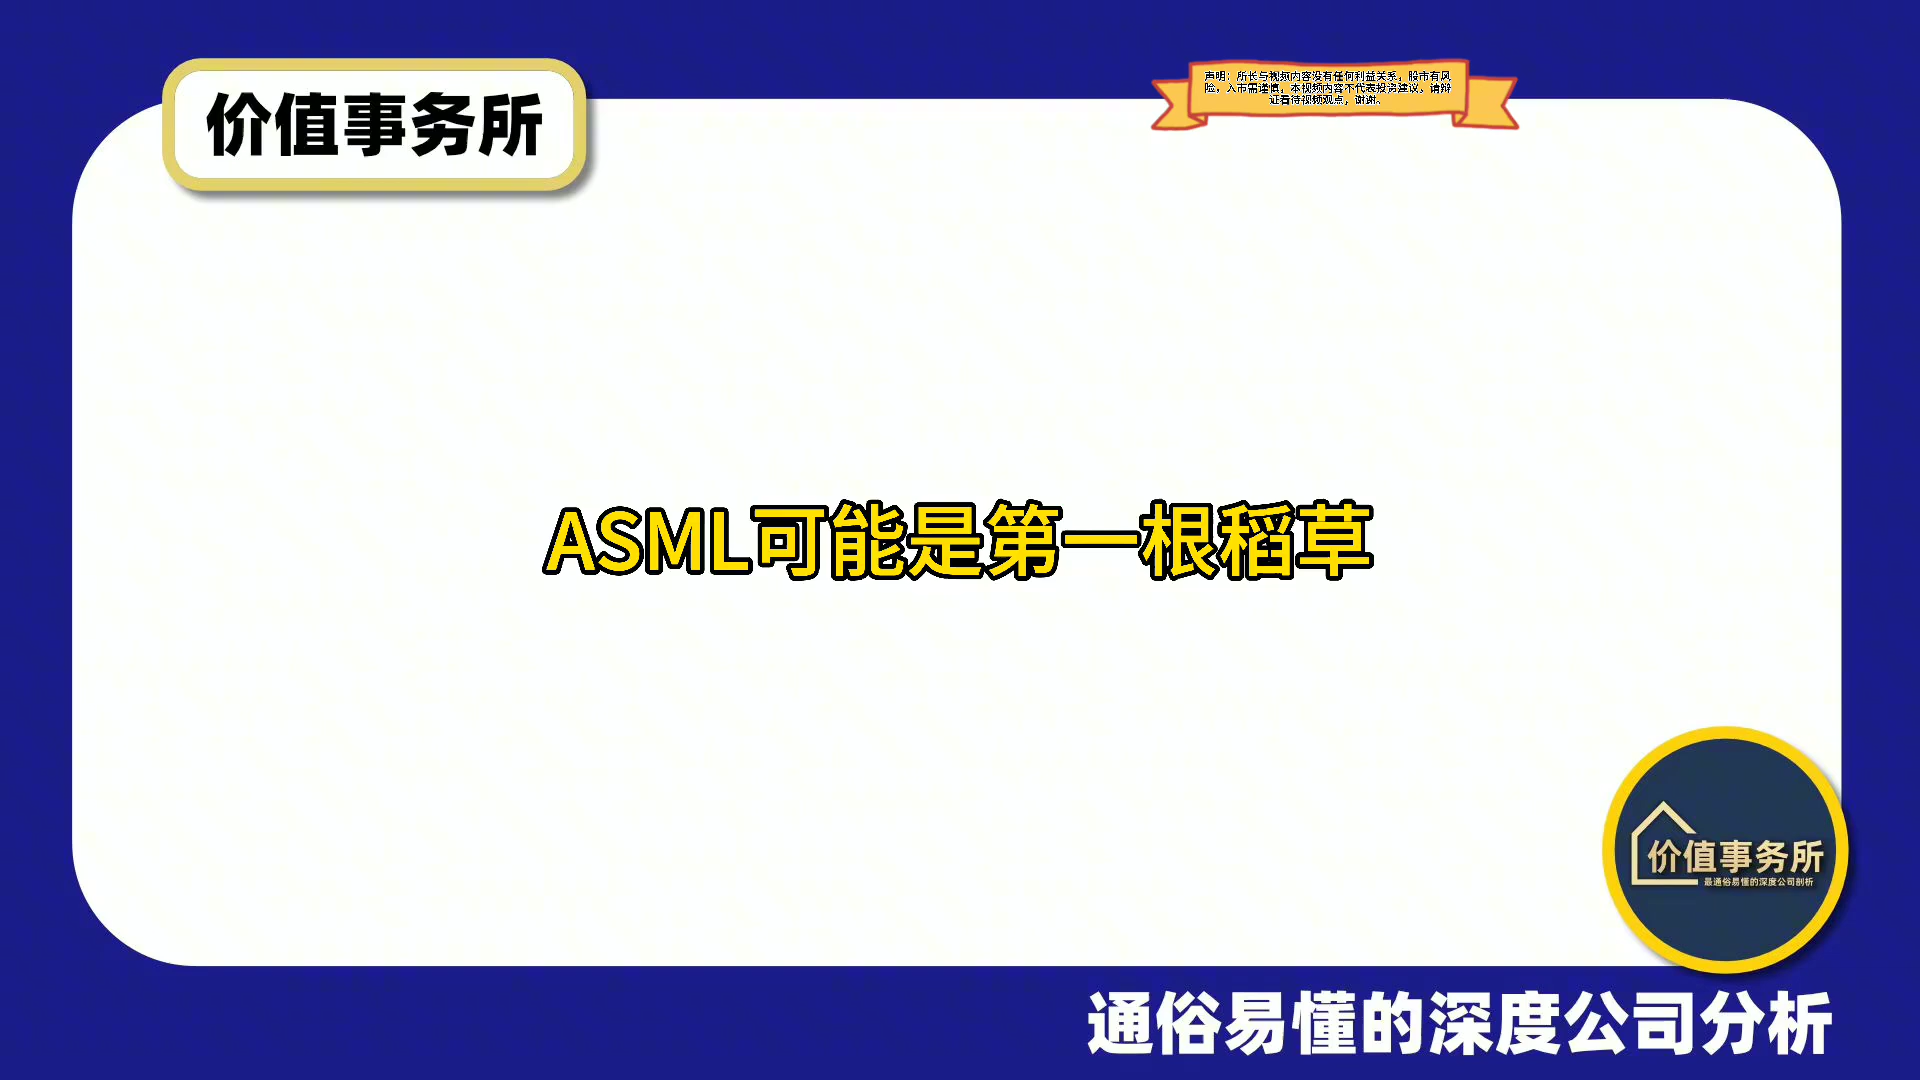 价值事务所
声明：所长与视频内容没有任何利益关系，股市有风
险，入市需谨慎，本视频内容不代表投资建议，请辩
证看待视频观点，谢谢。
ASML可能是第一根稻草
价值事务所
最通俗易懂的深度公司剖析
通俗易懂的深度公司分析